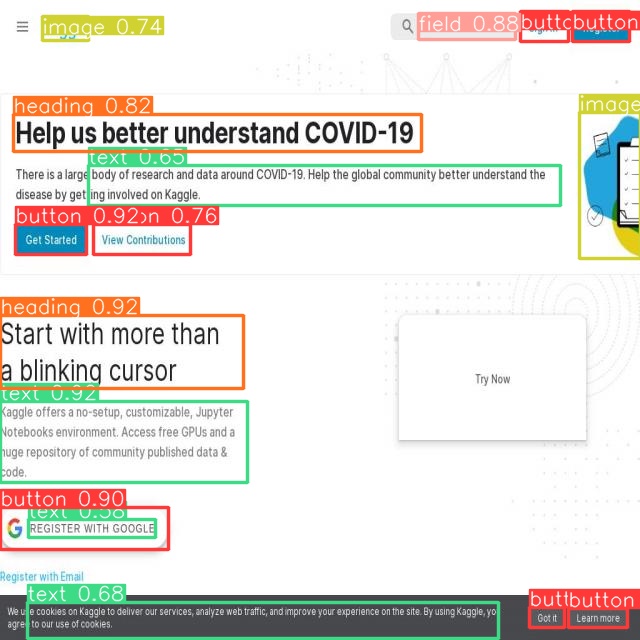 image 0.74
field 0.88
button
heading 0.82
image
Help us better understand COVID-19
text 0.65
There is a large body of research and data around COVID-19. Help the global community better understand the
disease by getting involved on Kaggle.
button 0.92
0.76
Get Started
View Contributions
heading 0.92
Start with more than
a blinking cursor
Try Now
text 0.92
Kaggle offers a no-setup, customizable, Jupyter
Notebooks environment. Access free GPUs and a
huge repository of community published data &
code.
button 0.90
text 0.58
REGISTER WITH GOOGLE
Register with Email
text 0.68
button
We use cookies on Kaggle to deliver our services, analyze web traffic, and improve your experience on the site. By using Kaggle, you
agree to our use of cookies.
Got it
Learn more